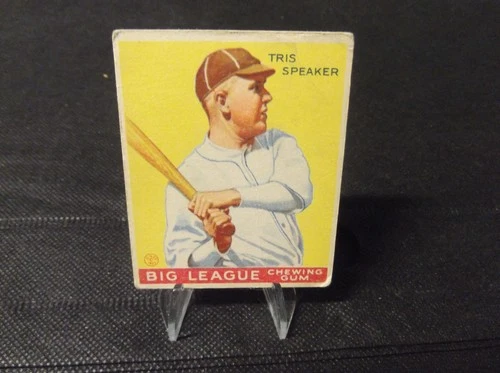 TRIS
SPEAKER
BIG LEAGUE CHEWING
GUM